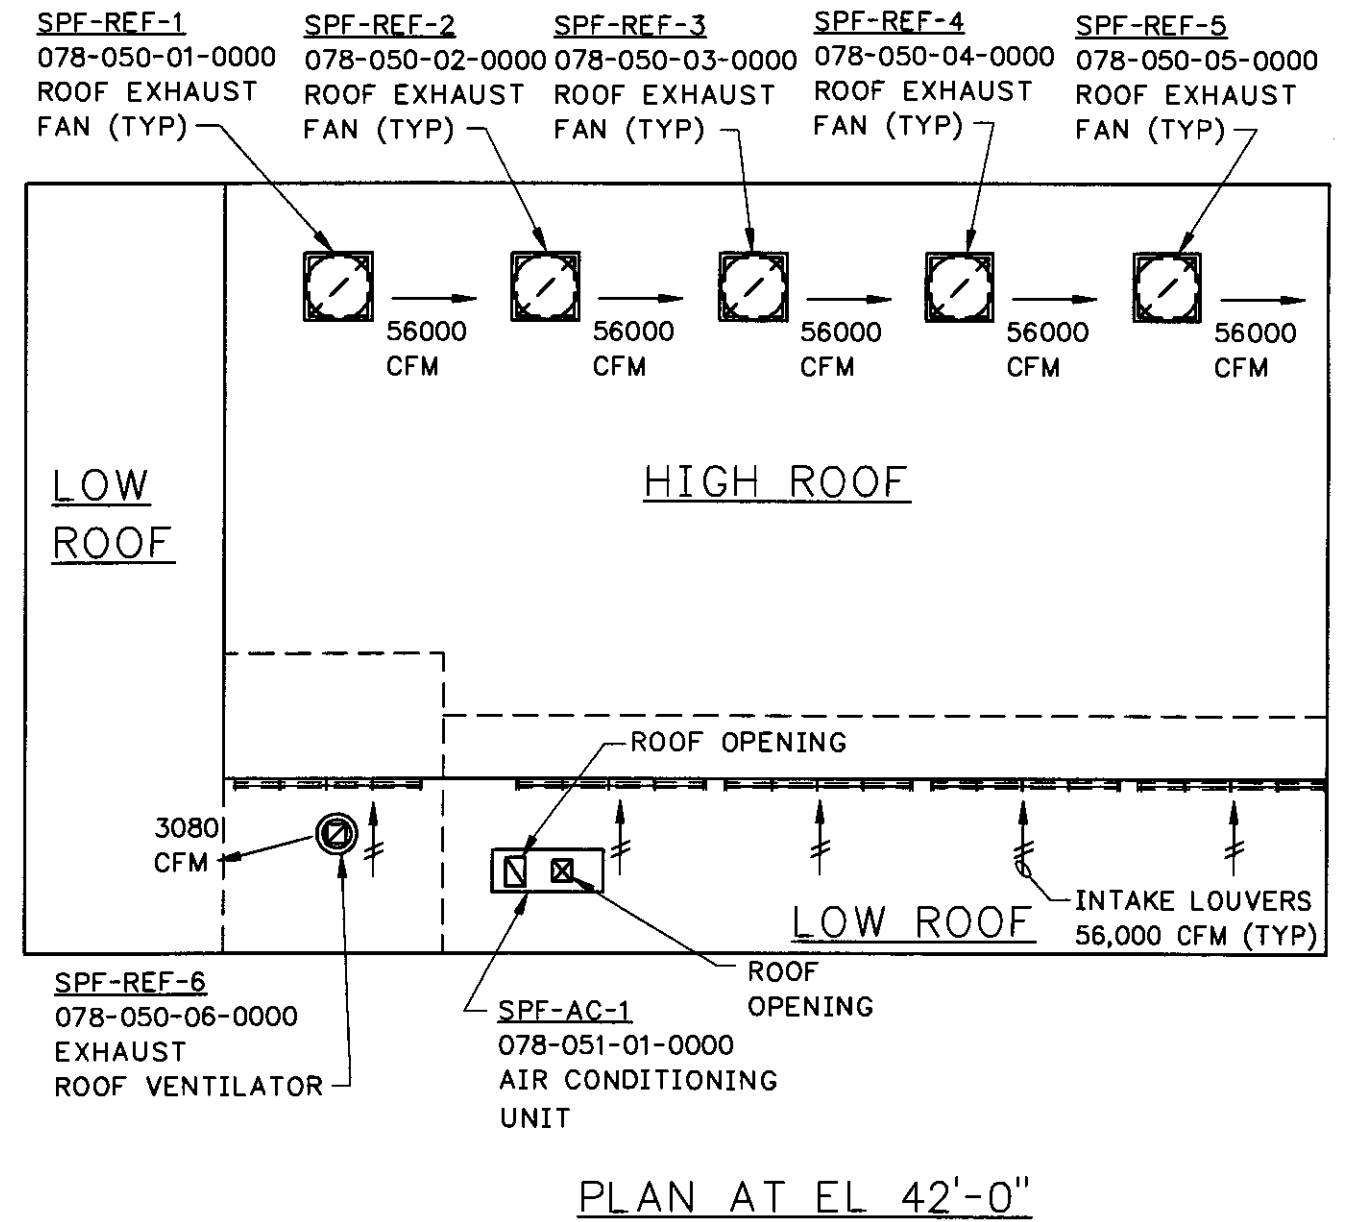 SPF-REF-1
078-050-01-0000
ROOF EXHAUST
FAN (TYP)
SPF-REF-2
078-050-02-0000
ROOF EXHAUST
FAN (TYP)
SPF-REF-3
078-050-03-0000
ROOF EXHAUST
FAN (TYP)
SPF-REF-4
078-050-04-0000
ROOF EXHAUST
FAN (TYP)
SPF-REF-5
078-050-05-0000
ROOF EXHAUST
FAN (TYP)
56000
CFM
56000
CFM
56000
CFM
56000
CFM
56000
CFM
LOW
ROOF
HIGH ROOF
ROOF OPENING
3080
CFM
INTAKE LOUVERS
56,000 CFM (TYP)
LOW ROOF
ROOF
OPENING
SPF-REF-6
078-050-06-0000
EXHAUST
ROOF VENTILATOR
SPF-AC-1
078-051-01-0000
AIR CONDITIONING
UNIT
PLAN AT EL 42'-0"